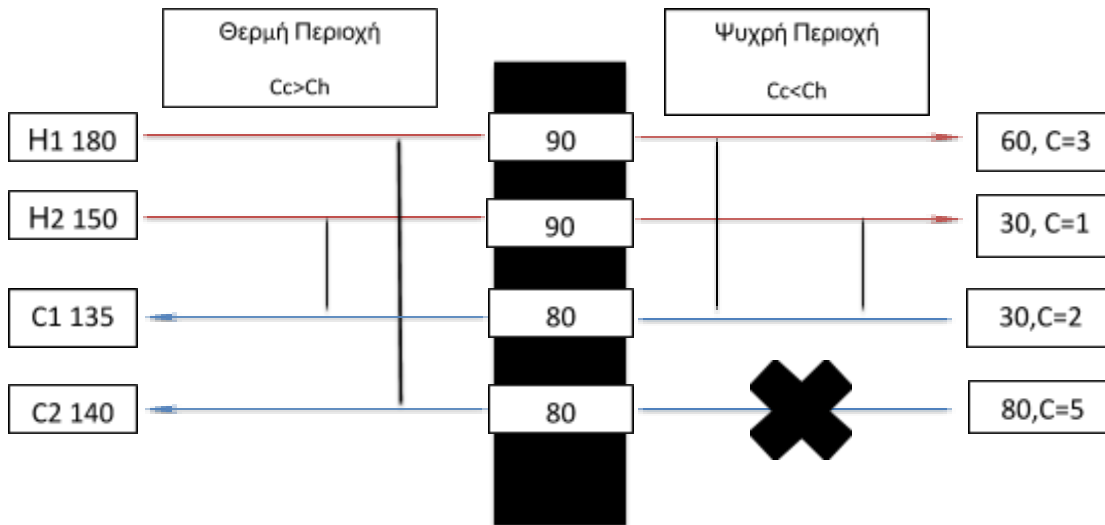 Θερμή Περιοχή
Cc>Ch
Ψυχρή Περιοχή
Cc<Ch
H1 180
90
60, C=3
H2 150
90
30, C=1
C1 135
80
30,C=2
C2 140
80
80,C=5